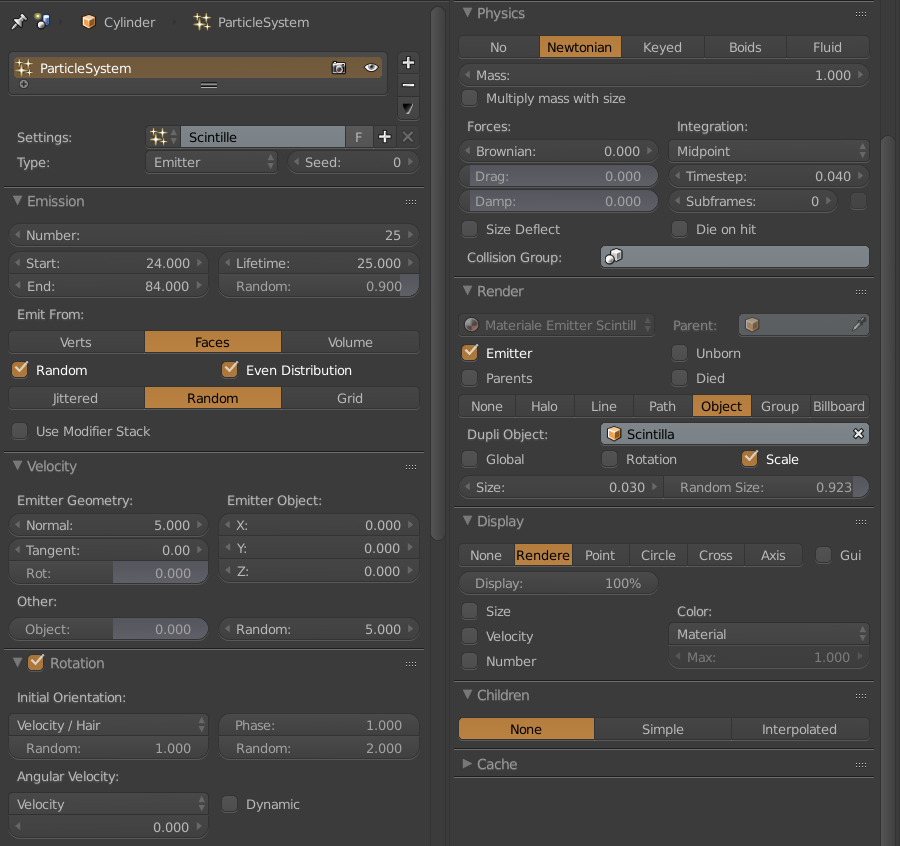 Cylinder ParticleSystem
ParticleSystem
Settings: Scintille F
Type: Emitter Seed: 0
Emission
Number: 25
Start: 24.000 Lifetime: 25.000
End: 84.000 Random: 0.900
Emit From:
Verts Faces Volume
Random Even Distribution
Jittered Random Grid
Use Modifier Stack
Velocity
Emitter Geometry: Emitter Object:
Normal: 5.000 X: 0.000
Tangent: 0.00 Y: 0.000
Rot: 0.000 Z: 0.000
Other:
Object: 0.000 Random: 5.000
Rotation
Initial Orientation:
Velocity / Hair Phase: 1.000
Random: 1.000 Random: 2.000
Angular Velocity:
Velocity Dynamic
0.000
Physics
No Newtonian Keyed Boids Fluid
Mass: 1.000
Multiply mass with size
Forces: Integration:
Brownian: 0.000 Midpoint
Drag: 0.000 Timestep: 0.040
Damp: 0.000 Subframes: 0
Size Deflect Die on hit
Collision Group:
Render
Materiale Emitter Scintill Parent:
Emitter Unborn
Parents Died
None Halo Line Path Object Group Billboard
Dupli Object: Scintilla
Global Rotation Scale
Size: 0.030 Random Size: 0.923
Display
None Rendere Point Circle Cross Axis Gui
Display: 100%
Size Color:
Velocity Material
Number Max: 1.000
Children
None Simple Interpolated
Cache